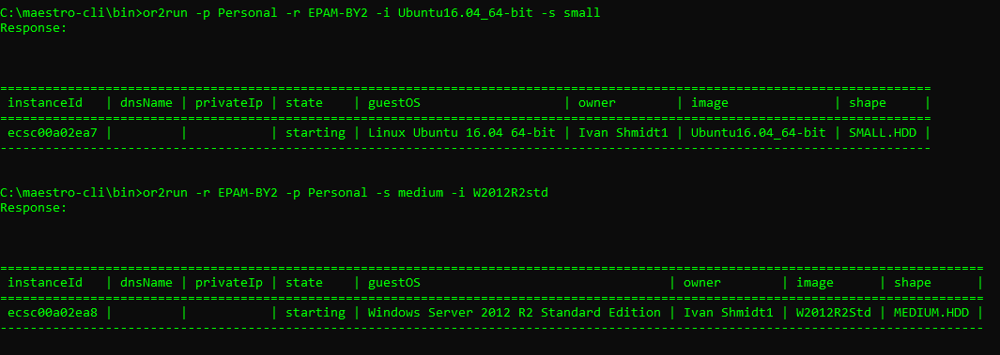 C:\maestro-cli\bin>or2run -p Personal -r EPAM-BY2 -i Ubuntu16.04_64-bit -s small
Response:
============================================================================================================================
instanceId | dnsName | privateIp | state | guestOS | owner | image | shape |
============================================================================================================================
ecsc00a02ea7 | | | starting | Linux Ubuntu 16.04 64-bit | Ivan Shmidt1 | Ubuntu16.04_64-bit | SMALL.HDD |
----------------------------------------------------------------------------------------------------------------------------
C:\maestro-cli\bin>or2run -r EPAM-BY2 -p Personal -s medium -i W2012R2std
Response:
===================================================================================================================================
instanceId | dnsName | privateIp | state | guestOS | owner | image | shape |
===================================================================================================================================
ecsc00a02ea8 | | | starting | Windows Server 2012 R2 Standard Edition | Ivan Shmidt1 | W2012R2Std | MEDIUM.HDD |
-----------------------------------------------------------------------------------------------------------------------------------